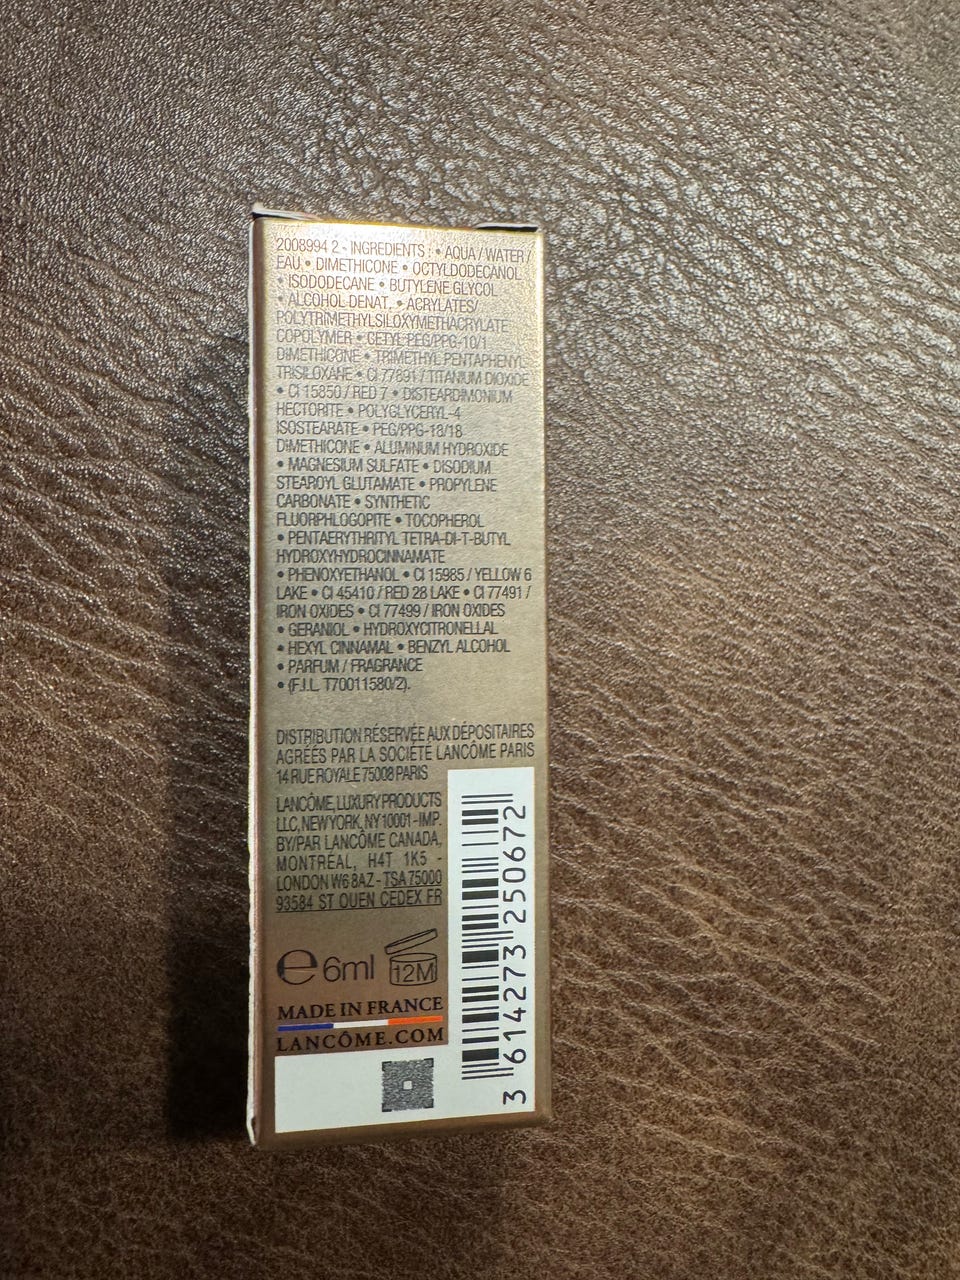 2008994 2 - INGREDIENTS : • AQUA / WATER /
EAU • DIMETHICONE • OCTYLDODECANOL
• ISODODECANE • BUTYLENE GLYCOL
• ALCOHOL DENAT. • ACRYLATES/
POLYTRIMETHYLSILOXYMETHACRYLATE
COPOLYMER • CETYL PEG/PPG-10/1
DIMETHICONE • TRIMETHYL PENTAPHENYL
TRISILOXANE • CI 77891 / TITANIUM DIOXIDE
• CI 15850 / RED 7 • DISTEARDIMONIUM
HECTORITE • POLYGLYCERYL-4
ISOSTEARATE • PEG/PPG-18/18
DIMETHICONE • ALUMINUM HYDROXIDE
• MAGNESIUM SULFATE • DISODIUM
STEAROYL GLUTAMATE • PROPYLENE
CARBONATE • SYNTHETIC
FLUORPHLOGOPITE • TOCOPHEROL
• PENTAERYTHRITYL TETRA-DI-T-BUTYL
HYDROXYHYDROCINNAMATE
• PHENOXYETHANOL • CI 15985 / YELLOW 6
LAKE • CI 45410 / RED 28 LAKE • CI 77491 /
IRON OXIDES • CI 77499 / IRON OXIDES
• GERANIOL • HYDROXYCITRONELLAL
• HEXYL CINNAMAL • BENZYL ALCOHOL
• PARFUM / FRAGRANCE
• (F.I.L. T70011580/2).
DISTRIBUTION RÉSERVÉE AUX DÉPOSITAIRES
AGRÉÉS PAR LA SOCIÉTÉ LANCÔME PARIS
14 RUE ROYALE 75008 PARIS
LANCÔME, LUXURY PRODUCTS
LLC, NEW YORK, NY 10001 - IMP.
BY/PAR LANCÔME CANADA,
MONTRÉAL, H4T 1K5 -
LONDON W6 8AZ - TSA 75000
93584 ST OUEN CEDEX FR
e 6ml 12M
MADE IN FRANCE
LANCÔME.COM
3 614273 250672